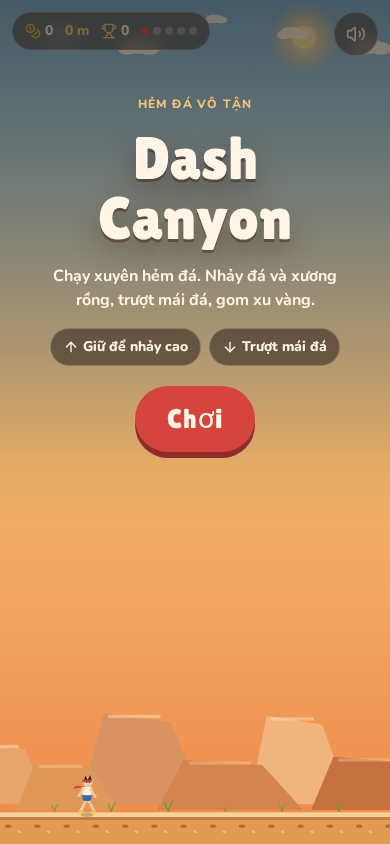 0 0 m 0
HẺM ĐÁ VÔ TẬN
Dash
Canyon
Chạy xuyên hẻm đá. Nhảy đá và xương
rồng, trượt mái đá, gom xu vàng.
↑ Giữ để nhảy cao ↓ Trượt mái đá
Chơi